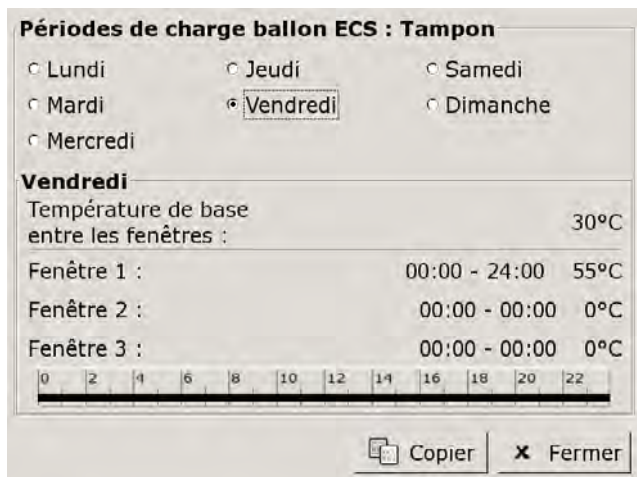 Périodes de charge ballon ECS : Tampon
Lundi Jeudi Samedi
Mardi Vendredi Dimanche
Mercredi
Vendredi
Température de base
entre les fenêtres : 30°C
Fenêtre 1 : 00:00 - 24:00 55°C
Fenêtre 2 : 00:00 - 00:00 0°C
Fenêtre 3 : 00:00 - 00:00 0°C
0 2 4 6 8 10 12 14 16 18 20 22
Copier x Fermer